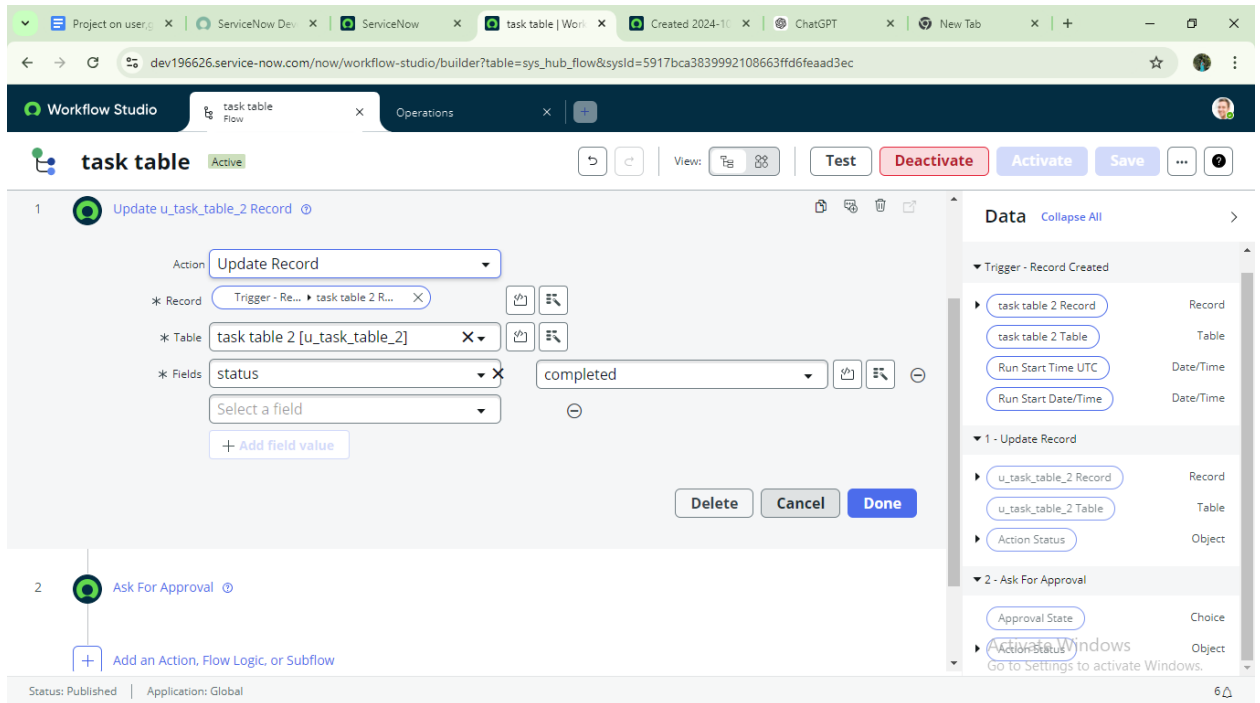 Project on user,g
ServiceNow Dev
ServiceNow
task table | Work
Created 2024-10
ChatGPT
New Tab
dev196626.service-now.com/now/workflow-studio/builder?table=sys_hub_flow&sysId=5917bca3839992108663ffd6feaad3ec
Workflow Studio
task table
Flow
Operations
task table Active
View:
Test
Deactivate
Activate
Save
1 Update u_task_table_2 Record
Action Update Record
* Record Trigger - Re... ▸ task table 2 R...
* Table task table 2 [u_task_table_2]
* Fields status completed
Select a field
+ Add field value
Delete Cancel Done
2 Ask For Approval
Add an Action, Flow Logic, or Subflow
Data Collapse All
Trigger - Record Created
task table 2 Record Record
task table 2 Table Table
Run Start Time UTC Date/Time
Run Start Date/Time Date/Time
1 - Update Record
u_task_table_2 Record Record
u_task_table_2 Table Table
Action Status Object
2 - Ask For Approval
Approval State Choice
Action Status Object
Activate Windows
Go to Settings to activate Windows.
Status: Published | Application: Global
6